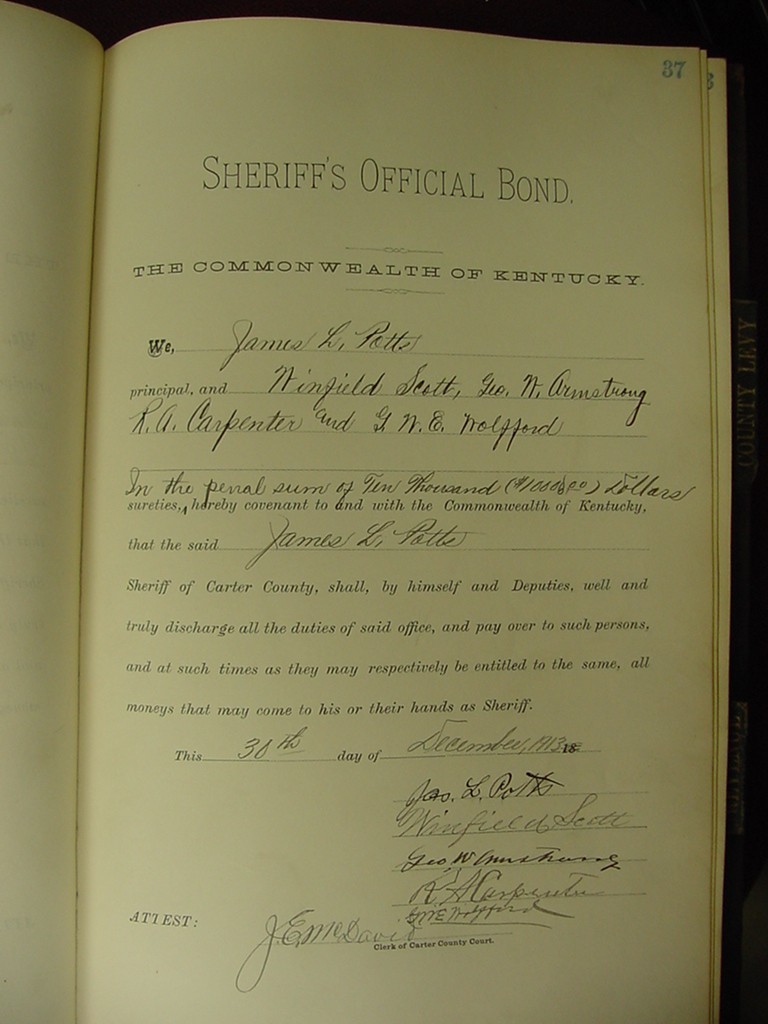 37
SHERIFF'S OFFICIAL BOND.
THE COMMONWEALTH OF KENTUCKY.
We, James L. Potts
principal, and Winfield Scott, Geo. W. Armstrong
R.A. Carpenter and G.W.E. Wolfford
In the penal sum of Ten Thousand ($10000.00) Dollars
sureties, hereby covenant to and with the Commonwealth of Kentucky,
that the said James L. Potts
Sheriff of Carter County, shall, by himself and Deputies, well and
truly discharge all the duties of said office, and pay over to such persons,
and at such times as they may respectively be entitled to the same, all
moneys that may come to his or their hands as Sheriff.
This 30th day of December, 1913 18
Jas. L. Potts
Winfield Scott
Geo W Armstrong
R A Carpenter
GWE Wolfford
ATTEST: J.E. McDavid
Clerk of Carter County Court.
COUNTY LEVY